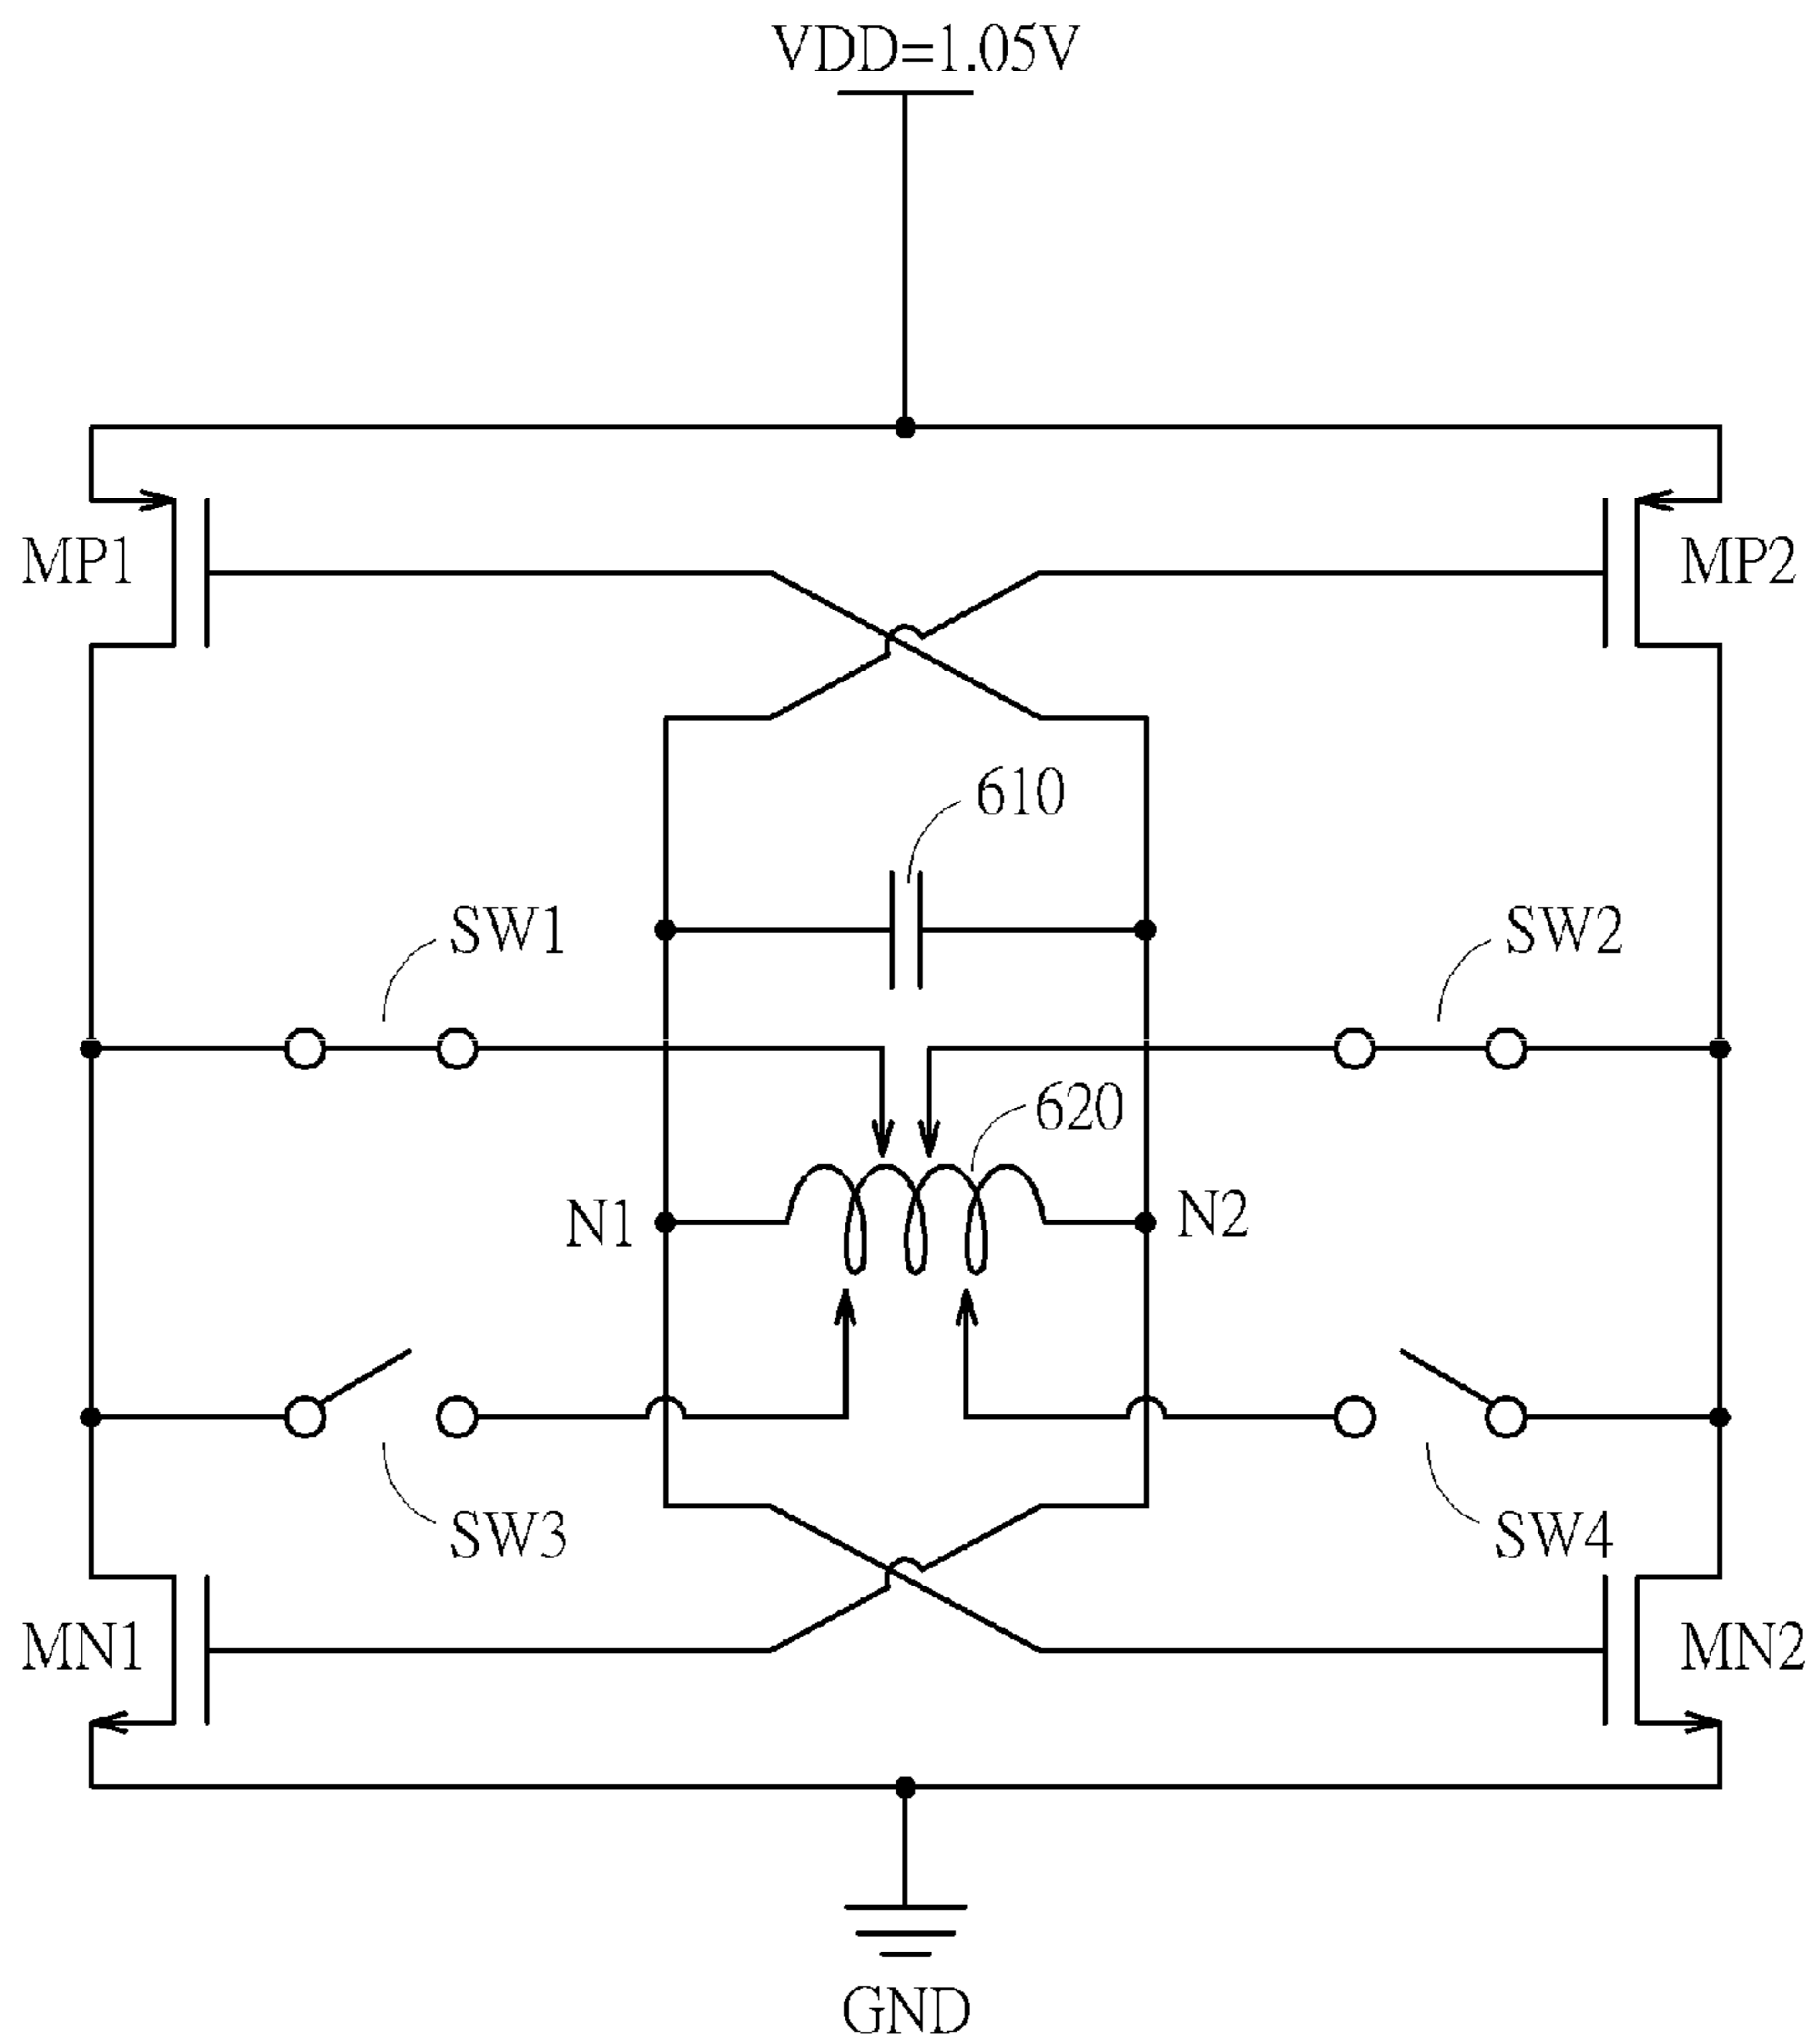 VDD=1.05V
MP1
MP2
610
SW1
SW2
620
N1
N2
SW3
SW4
MN1
MN2
GND